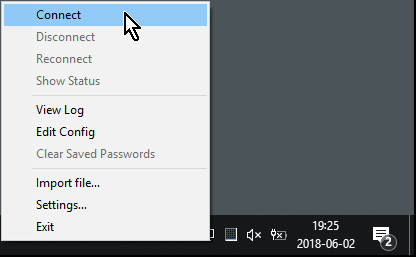 Connect
Disconnect
Reconnect
Show Status
View Log
Edit Config
Clear Saved Passwords
Import file...
Settings...
Exit
19:25
2018-06-02
2